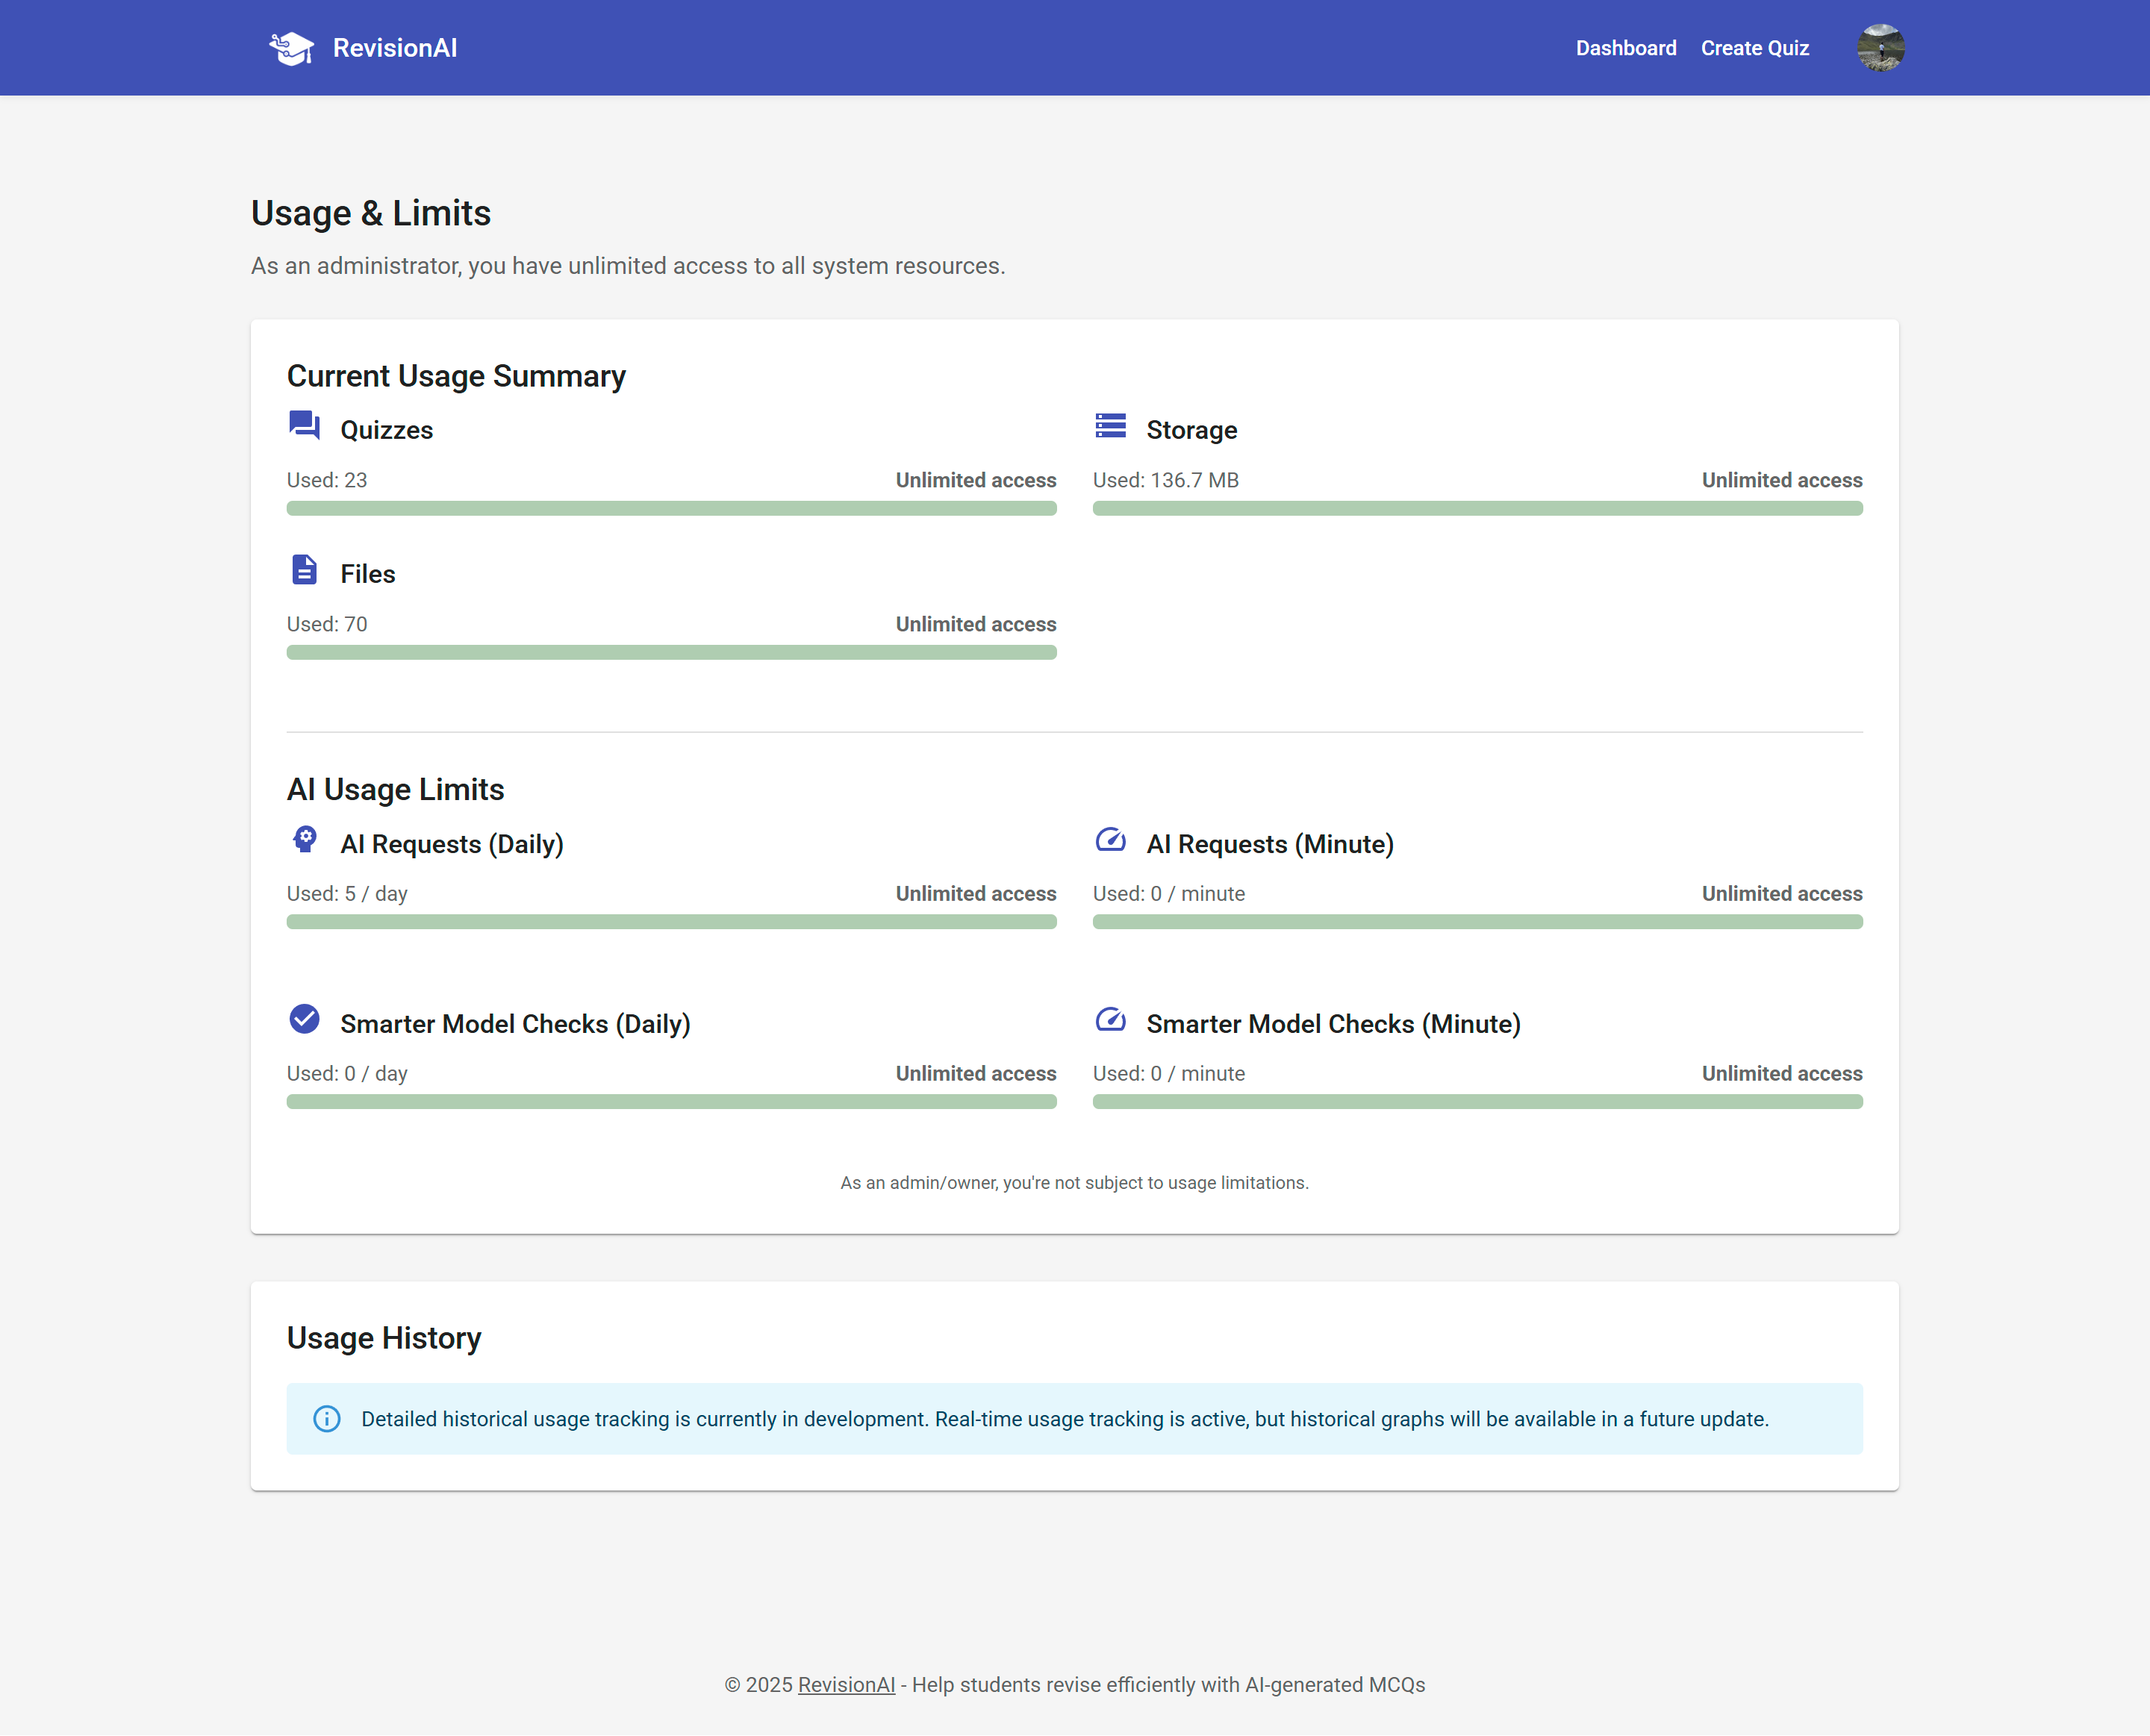 RevisionAI
Dashboard
Create Quiz
Usage & Limits
As an administrator, you have unlimited access to all system resources.
Current Usage Summary
Quizzes
Used: 23
Unlimited access
Storage
Used: 136.7 MB
Unlimited access
Files
Used: 70
Unlimited access
AI Usage Limits
AI Requests (Daily)
Used: 5 / day
Unlimited access
AI Requests (Minute)
Used: 0 / minute
Unlimited access
Smarter Model Checks (Daily)
Used: 0 / day
Unlimited access
Smarter Model Checks (Minute)
Used: 0 / minute
Unlimited access
As an admin/owner, you're not subject to usage limitations.
Usage History
Detailed historical usage tracking is currently in development. Real-time usage tracking is active, but historical graphs will be available in a future update.
© 2025 RevisionAI - Help students revise efficiently with AI-generated MCQs